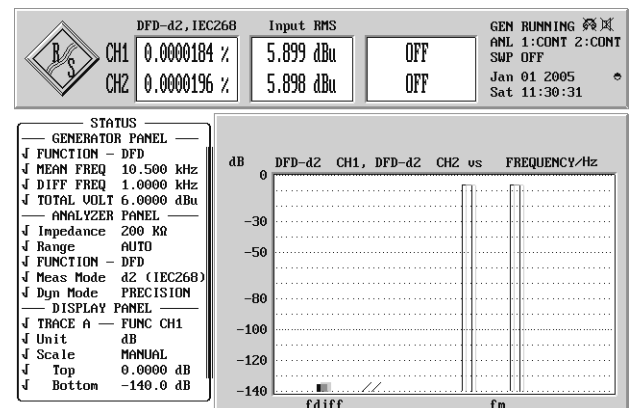 DFD-d2, IEC268 Input RMS
R S
CH1 0.0000184 % 5.899 dBu OFF
CH2 0.0000196 % 5.898 dBu OFF
GEN RUNNING
ANL 1:CONT 2:CONT
SWP OFF
Jan 01 2005
Sat 11:30:31
STATUS
GENERATOR PANEL
√ FUNCTION - DFD
√ MEAN FREQ 10.500 kHz
√ DIFF FREQ 1.0000 kHz
√ TOTAL VOLT 6.0000 dBu
ANALYZER PANEL
√ Impedance 200 KΩ
√ Range AUTO
√ FUNCTION - DFD
√ Meas Mode d2 (IEC268)
√ Dyn Mode PRECISION
DISPLAY PANEL
√ TRACE A — FUNC CH1
√ Unit dB
√ Scale MANUAL
√ Top 0.0000 dB
√ Bottom -140.0 dB
dB DFD-d2 CH1, DFD-d2 CH2 vs FREQUENCY/Hz
0
-30
-50
-80
-100
-120
-140
fdiff fm